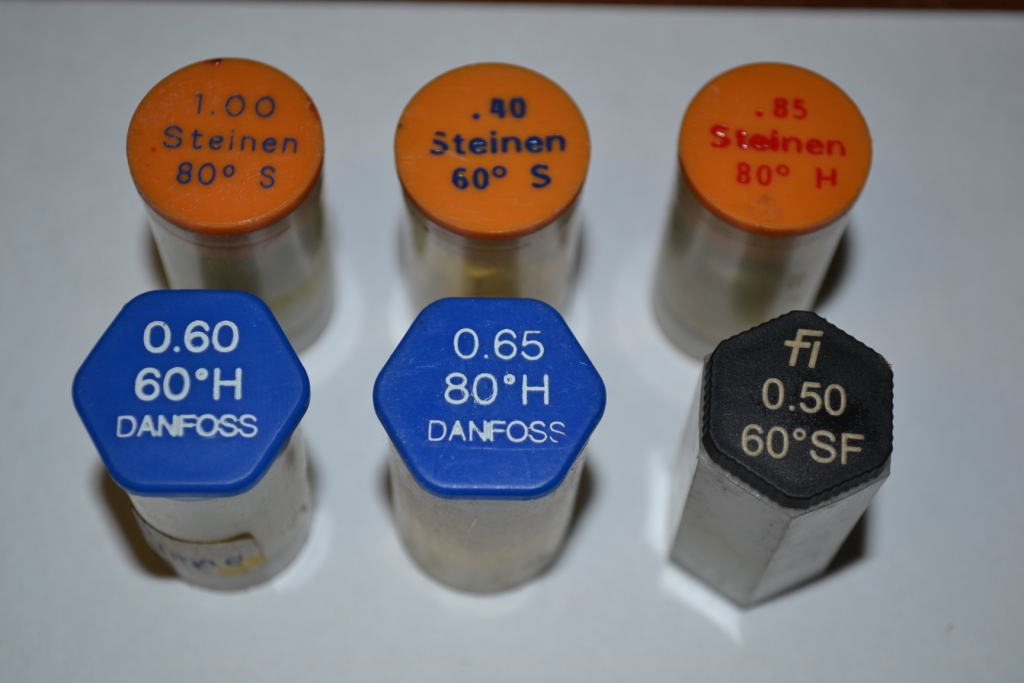 1.00
Steinen
80° S
.40
Steinen
60° S
.85
Steinen
80° H
0.60
60°H
DANFOSS
0.65
80°H
DANFOSS
fi
0.50
60°SF